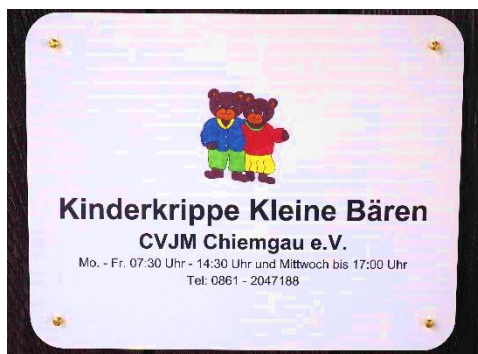 Kinderkrippe Kleine Bären
CVJM Chiemgau e.V.
Mo. - Fr. 07:30 Uhr - 14:30 Uhr und Mittwoch bis 17:00 Uhr
Tel: 0861 - 2047188